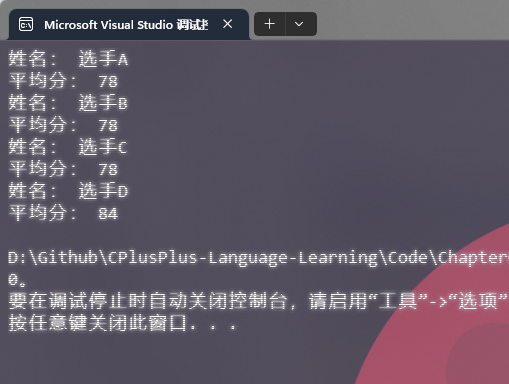 Microsoft Visual Studio 调试
姓名： 选手A
平均分： 78
姓名： 选手B
平均分： 78
姓名： 选手C
平均分： 78
姓名： 选手D
平均分： 84
D:\Github\CPlusPlus-Language-Learning\Code\Chapter
0。
要在调试停止时自动关闭控制台，请启用“工具”->“选项”
按任意键关闭此窗口. . .